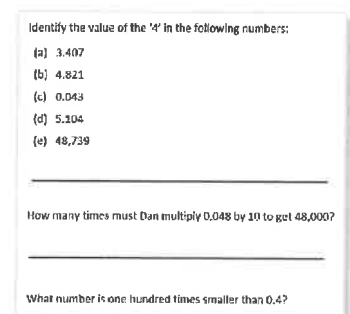 Identify the value of the '4' in the following numbers:
(a) 3.407
(b) 4.821
(c) 0.043
(d) 5.104
(e) 48,739
How many times must Dan multiply 0.048 by 10 to get 48,000?
What number is one hundred times smaller than 0.4?